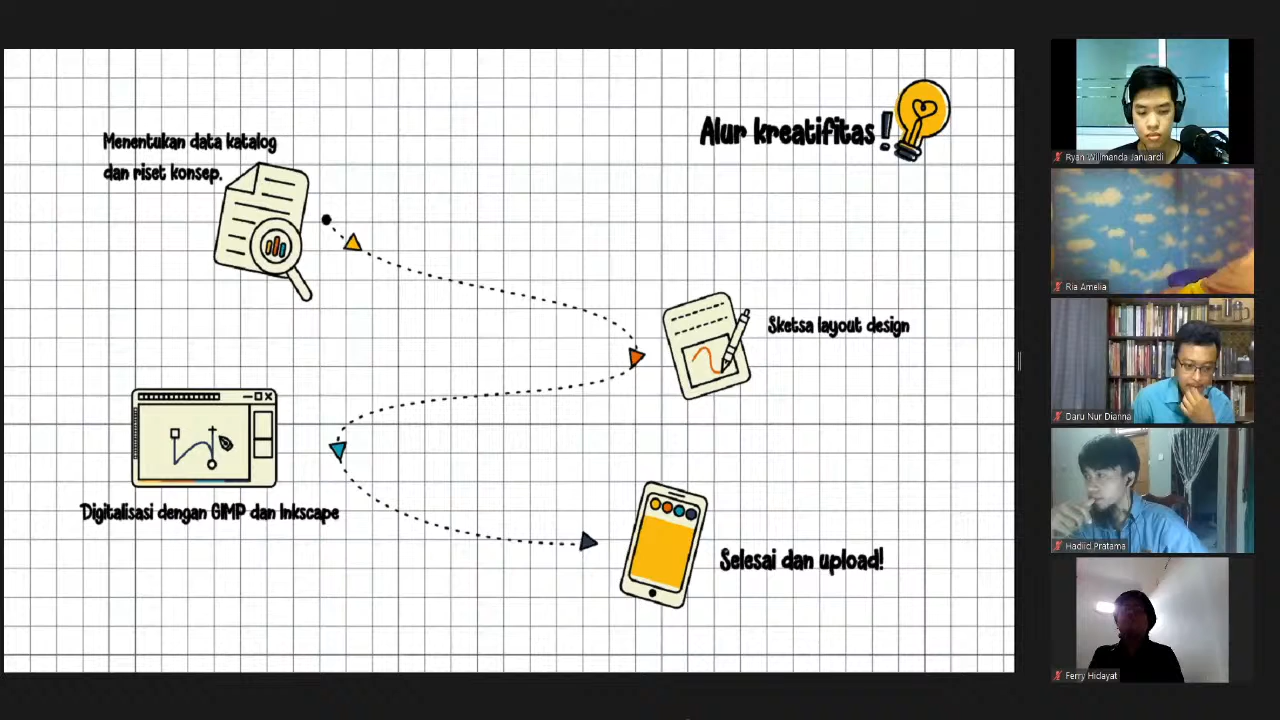 Alur kreatifitas!
Menentukan data katalog
dan riset konsep.
Sketsa layout design
Digitalisasi dengan GIMP dan Inkscape
Selesai dan upload!
Ryan Willmanda Januardi
Ria Amelia
Daru Nur Dianna
Hadiid Pratama
Ferry Hidayat